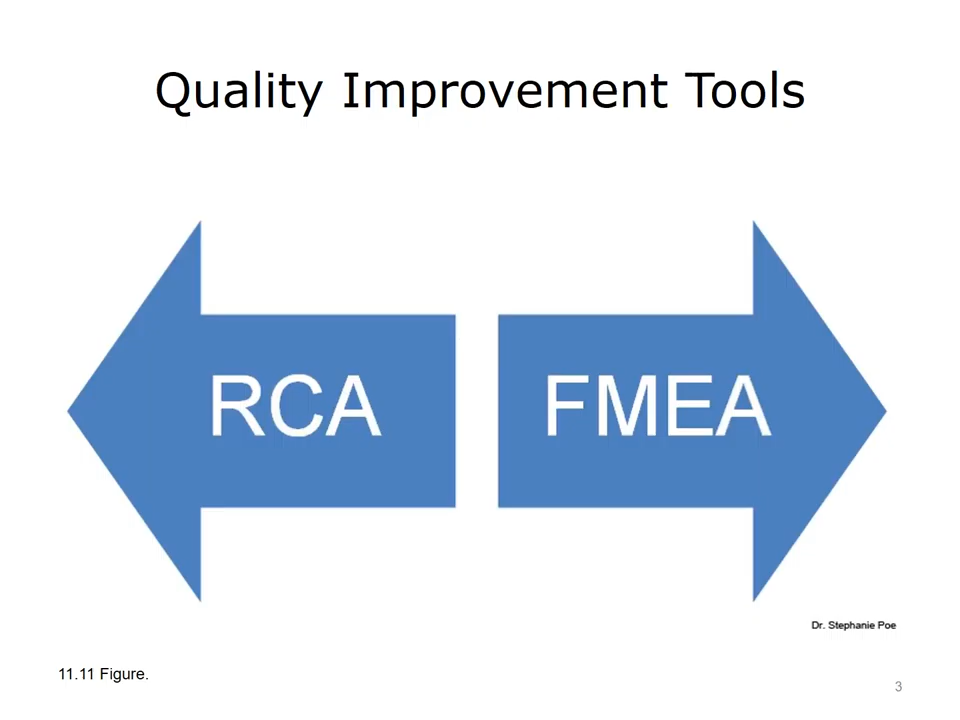 Quality Improvement Tools
RCA
FMEA
Dr. Stephanie Poe
11.11 Figure.
3